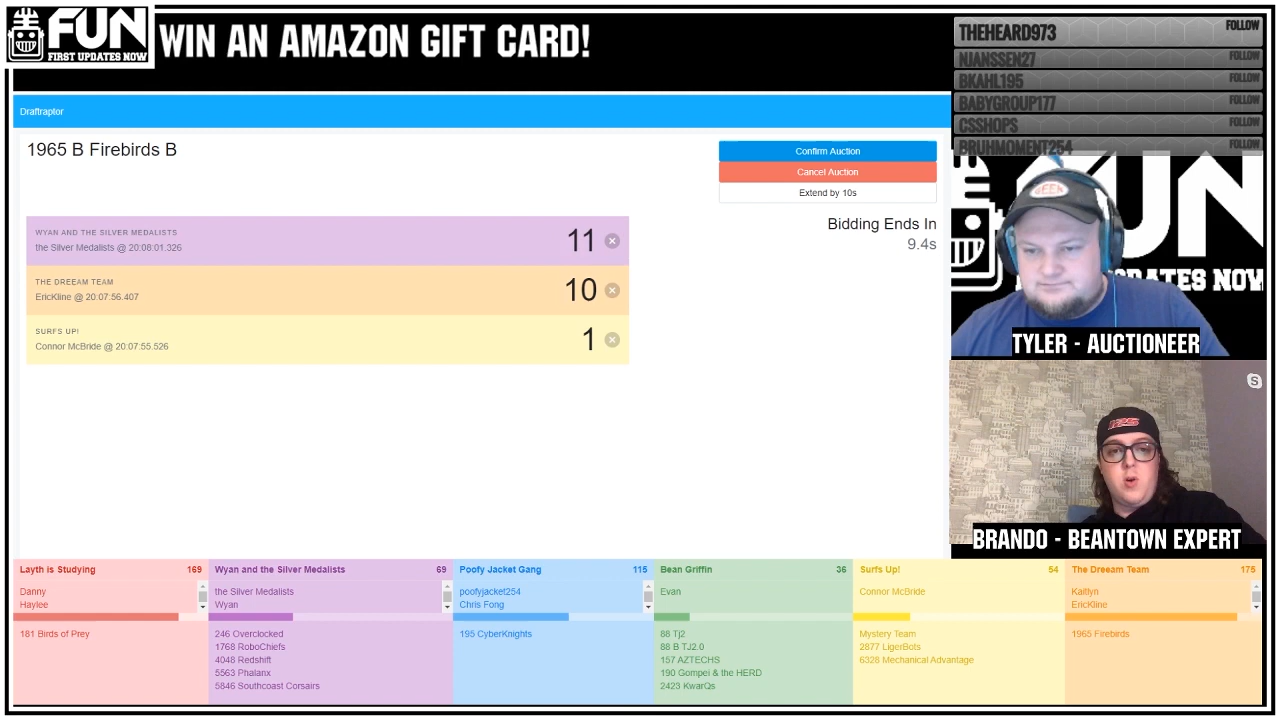 FUN
FIRST UPDATES NOW
WIN AN AMAZON GIFT CARD!
THEHEARD973 FOLLOW
NJANSSEN27 FOLLOW
BKAHL195 FOLLOW
BABYGROUP177 FOLLOW
CSSHOPS FOLLOW
BRUHMOMENT254 FOLLOW
Draftraptor
1965 B Firebirds B
Confirm Auction
Cancel Auction
Extend by 10s
Bidding Ends In
9.4s
WYAN AND THE SILVER MEDALISTS
the Silver Medalists @ 20:08:01.326
11
THE DREEAM TEAM
EricKline @ 20:07:56.407
10
SURFS UP!
Connor McBride @ 20:07:55.526
1
GEEK
UN
UPDATES NOW
TYLER - AUCTIONEER
125
BRANDO - BEANTOWN EXPERT
Layth is Studying 169
Danny
Haylee
181 Birds of Prey
Wyan and the Silver Medalists 69
the Silver Medalists
Wyan
246 Overclocked
1768 RoboChiefs
4048 Redshift
5563 Phalanx
5846 Southcoast Corsairs
Poofy Jacket Gang 115
poofyjacket254
Chris Fong
195 CyberKnights
Bean Griffin 36
Evan
88 Tj2
88 B TJ2.0
157 AZTECHS
190 Gompei & the HERD
2423 KwarQs
Surfs Up! 54
Connor McBride
Mystery Team
2877 LigerBots
6328 Mechanical Advantage
The Dreeam Team 175
Kaitlyn
EricKline
1965 Firebirds